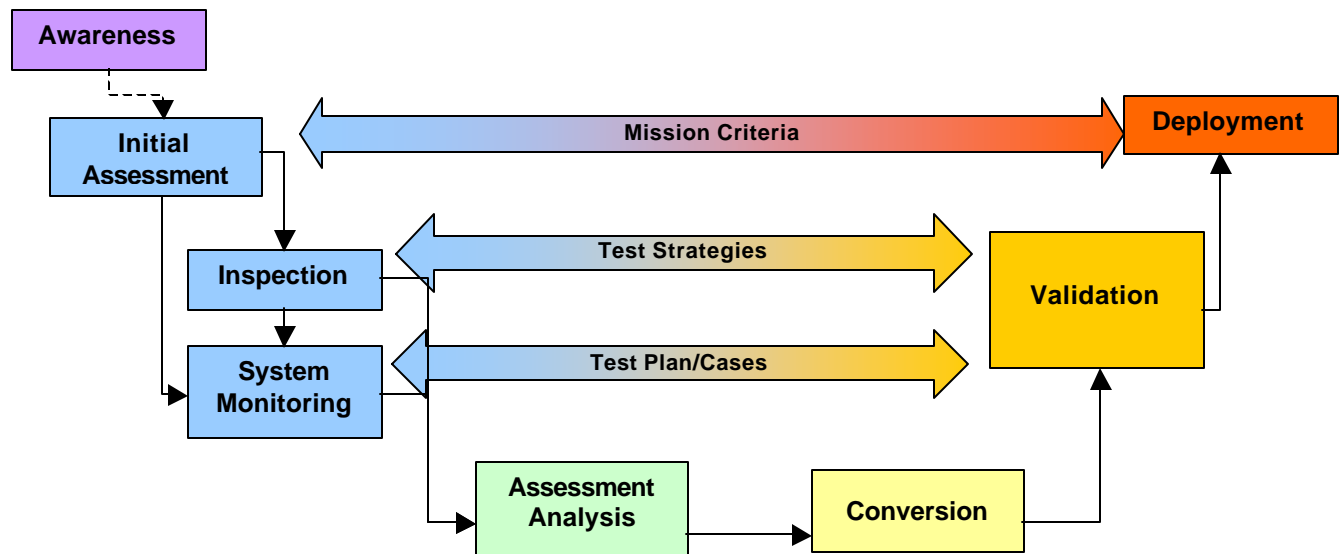 Awareness
Initial
Assessment
Mission Criteria
Deployment
Inspection
Test Strategies
Validation
System
Monitoring
Test Plan/Cases
Assessment
Analysis
Conversion